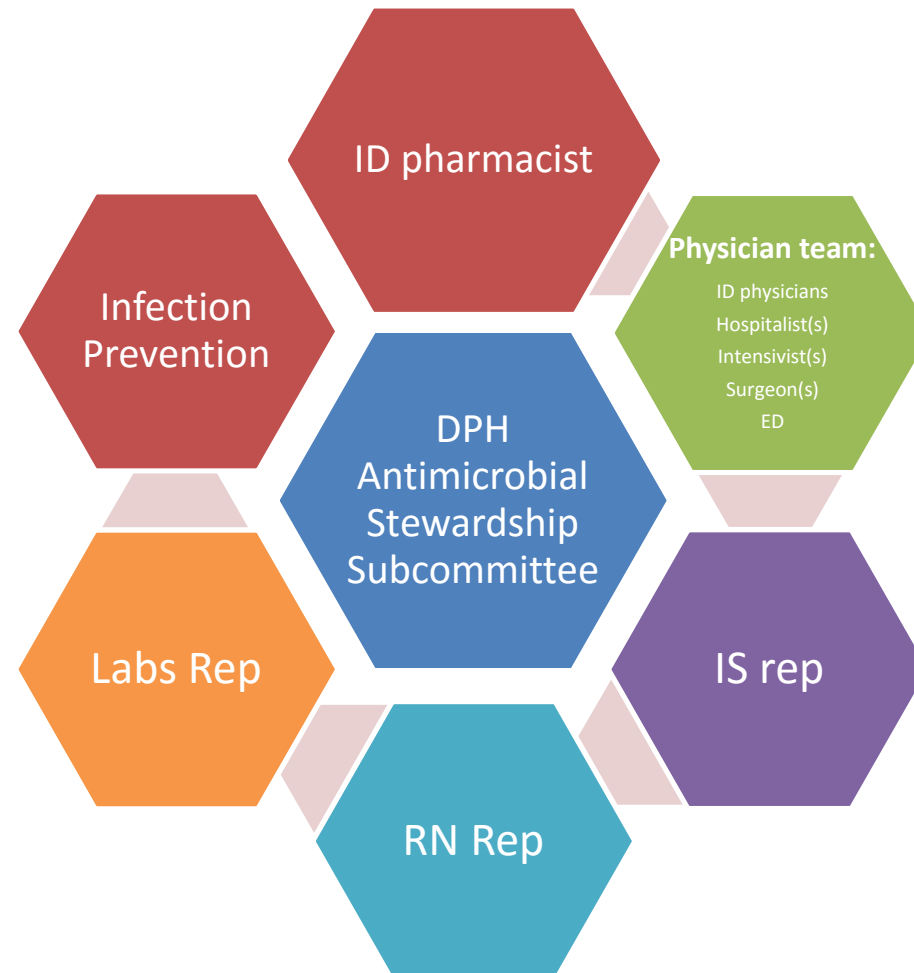 ID pharmacist
Physician team:
ID physicians
Hospitalist(s)
Intensivist(s)
Surgeon(s)
ED
Infection
Prevention
DPH
Antimicrobial
Stewardship
Subcommittee
Labs Rep
IS rep
RN Rep